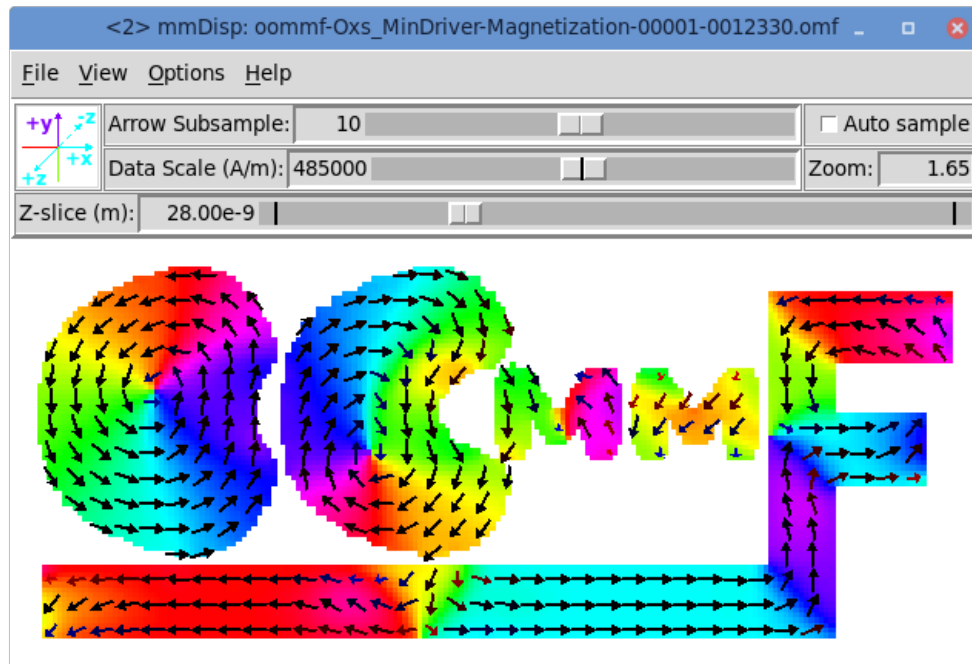 <2> mmDisp: oommf-Oxs_MinDriver-Magnetization-00001-0012330.omf
File View Options Help
+y -z +x +z
Arrow Subsample: 10 Auto sample
Data Scale (A/m): 485000 Zoom: 1.65
Z-slice (m): 28.00e-9
OOMMF